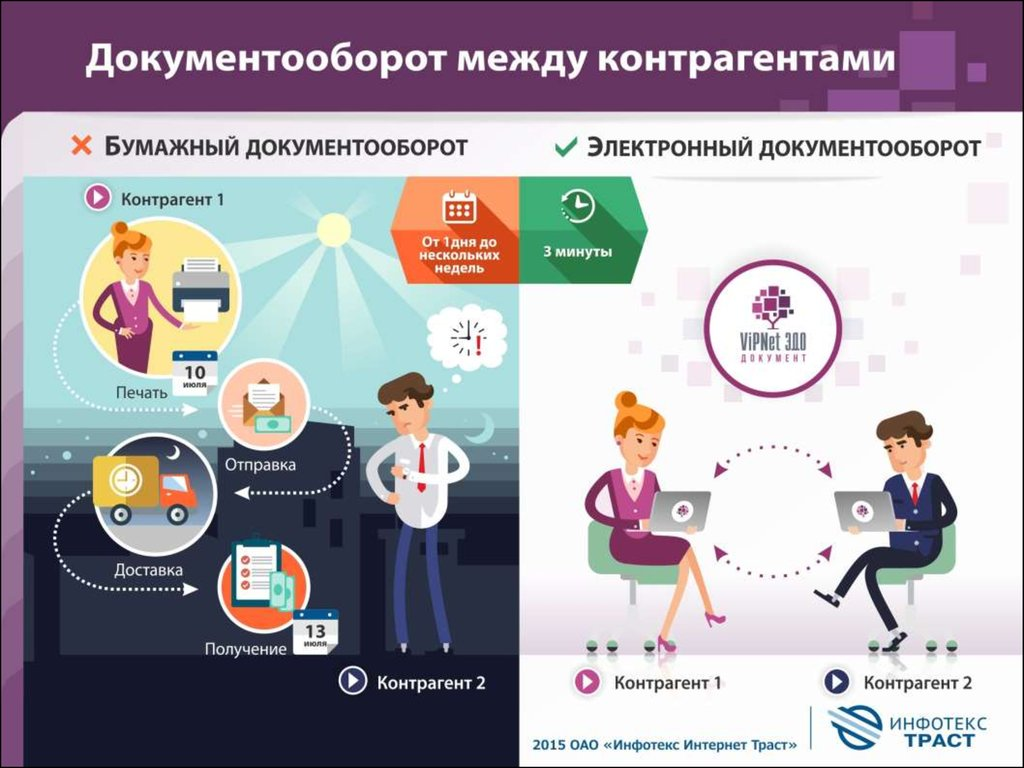 Документооборот между контрагентами
Бумажный документооборот
Электронный документооборот
Контрагент 1
От 1дня до
нескольких
недель
3 минуты
ViPNet ЭДО
ДОКУМЕНТ
10
июля
Печать
Отправка
Доставка
13
июля
Получение
Контрагент 2
Контрагент 1
Контрагент 2
2015 ОАО «Инфотекс Интернет Траст»
ИНФОТЕКС
ТРАСТ